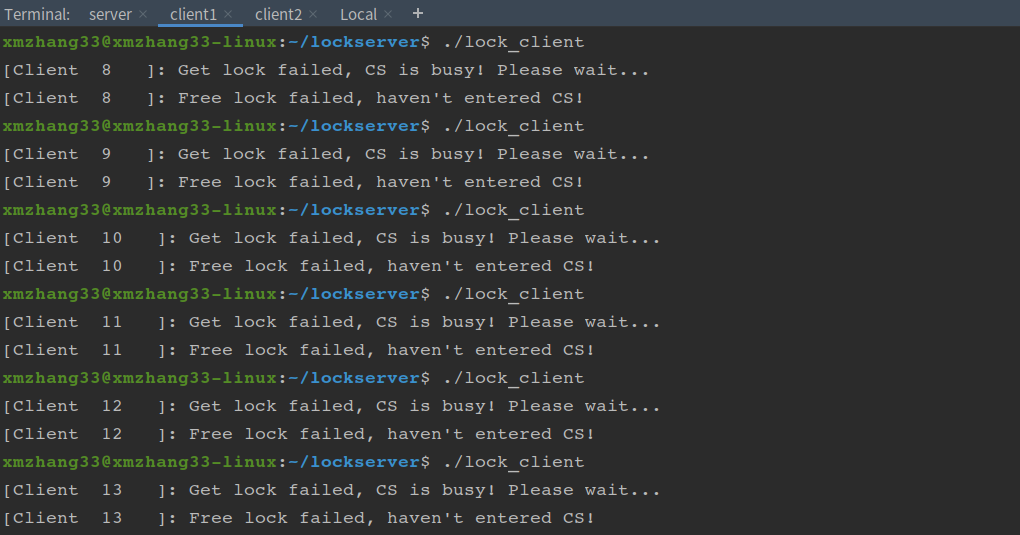 Terminal: server × client1 × client2 × Local × +
xmzhang33@xmzhang33-linux:~/lockserver$ ./lock_client
[Client  8   ]: Get lock failed, CS is busy! Please wait...
[Client  8   ]: Free lock failed, haven't entered CS!
xmzhang33@xmzhang33-linux:~/lockserver$ ./lock_client
[Client  9   ]: Get lock failed, CS is busy! Please wait...
[Client  9   ]: Free lock failed, haven't entered CS!
xmzhang33@xmzhang33-linux:~/lockserver$ ./lock_client
[Client  10   ]: Get lock failed, CS is busy! Please wait...
[Client  10   ]: Free lock failed, haven't entered CS!
xmzhang33@xmzhang33-linux:~/lockserver$ ./lock_client
[Client  11   ]: Get lock failed, CS is busy! Please wait...
[Client  11   ]: Free lock failed, haven't entered CS!
xmzhang33@xmzhang33-linux:~/lockserver$ ./lock_client
[Client  12   ]: Get lock failed, CS is busy! Please wait...
[Client  12   ]: Free lock failed, haven't entered CS!
xmzhang33@xmzhang33-linux:~/lockserver$ ./lock_client
[Client  13   ]: Get lock failed, CS is busy! Please wait...
[Client  13   ]: Free lock failed, haven't entered CS!